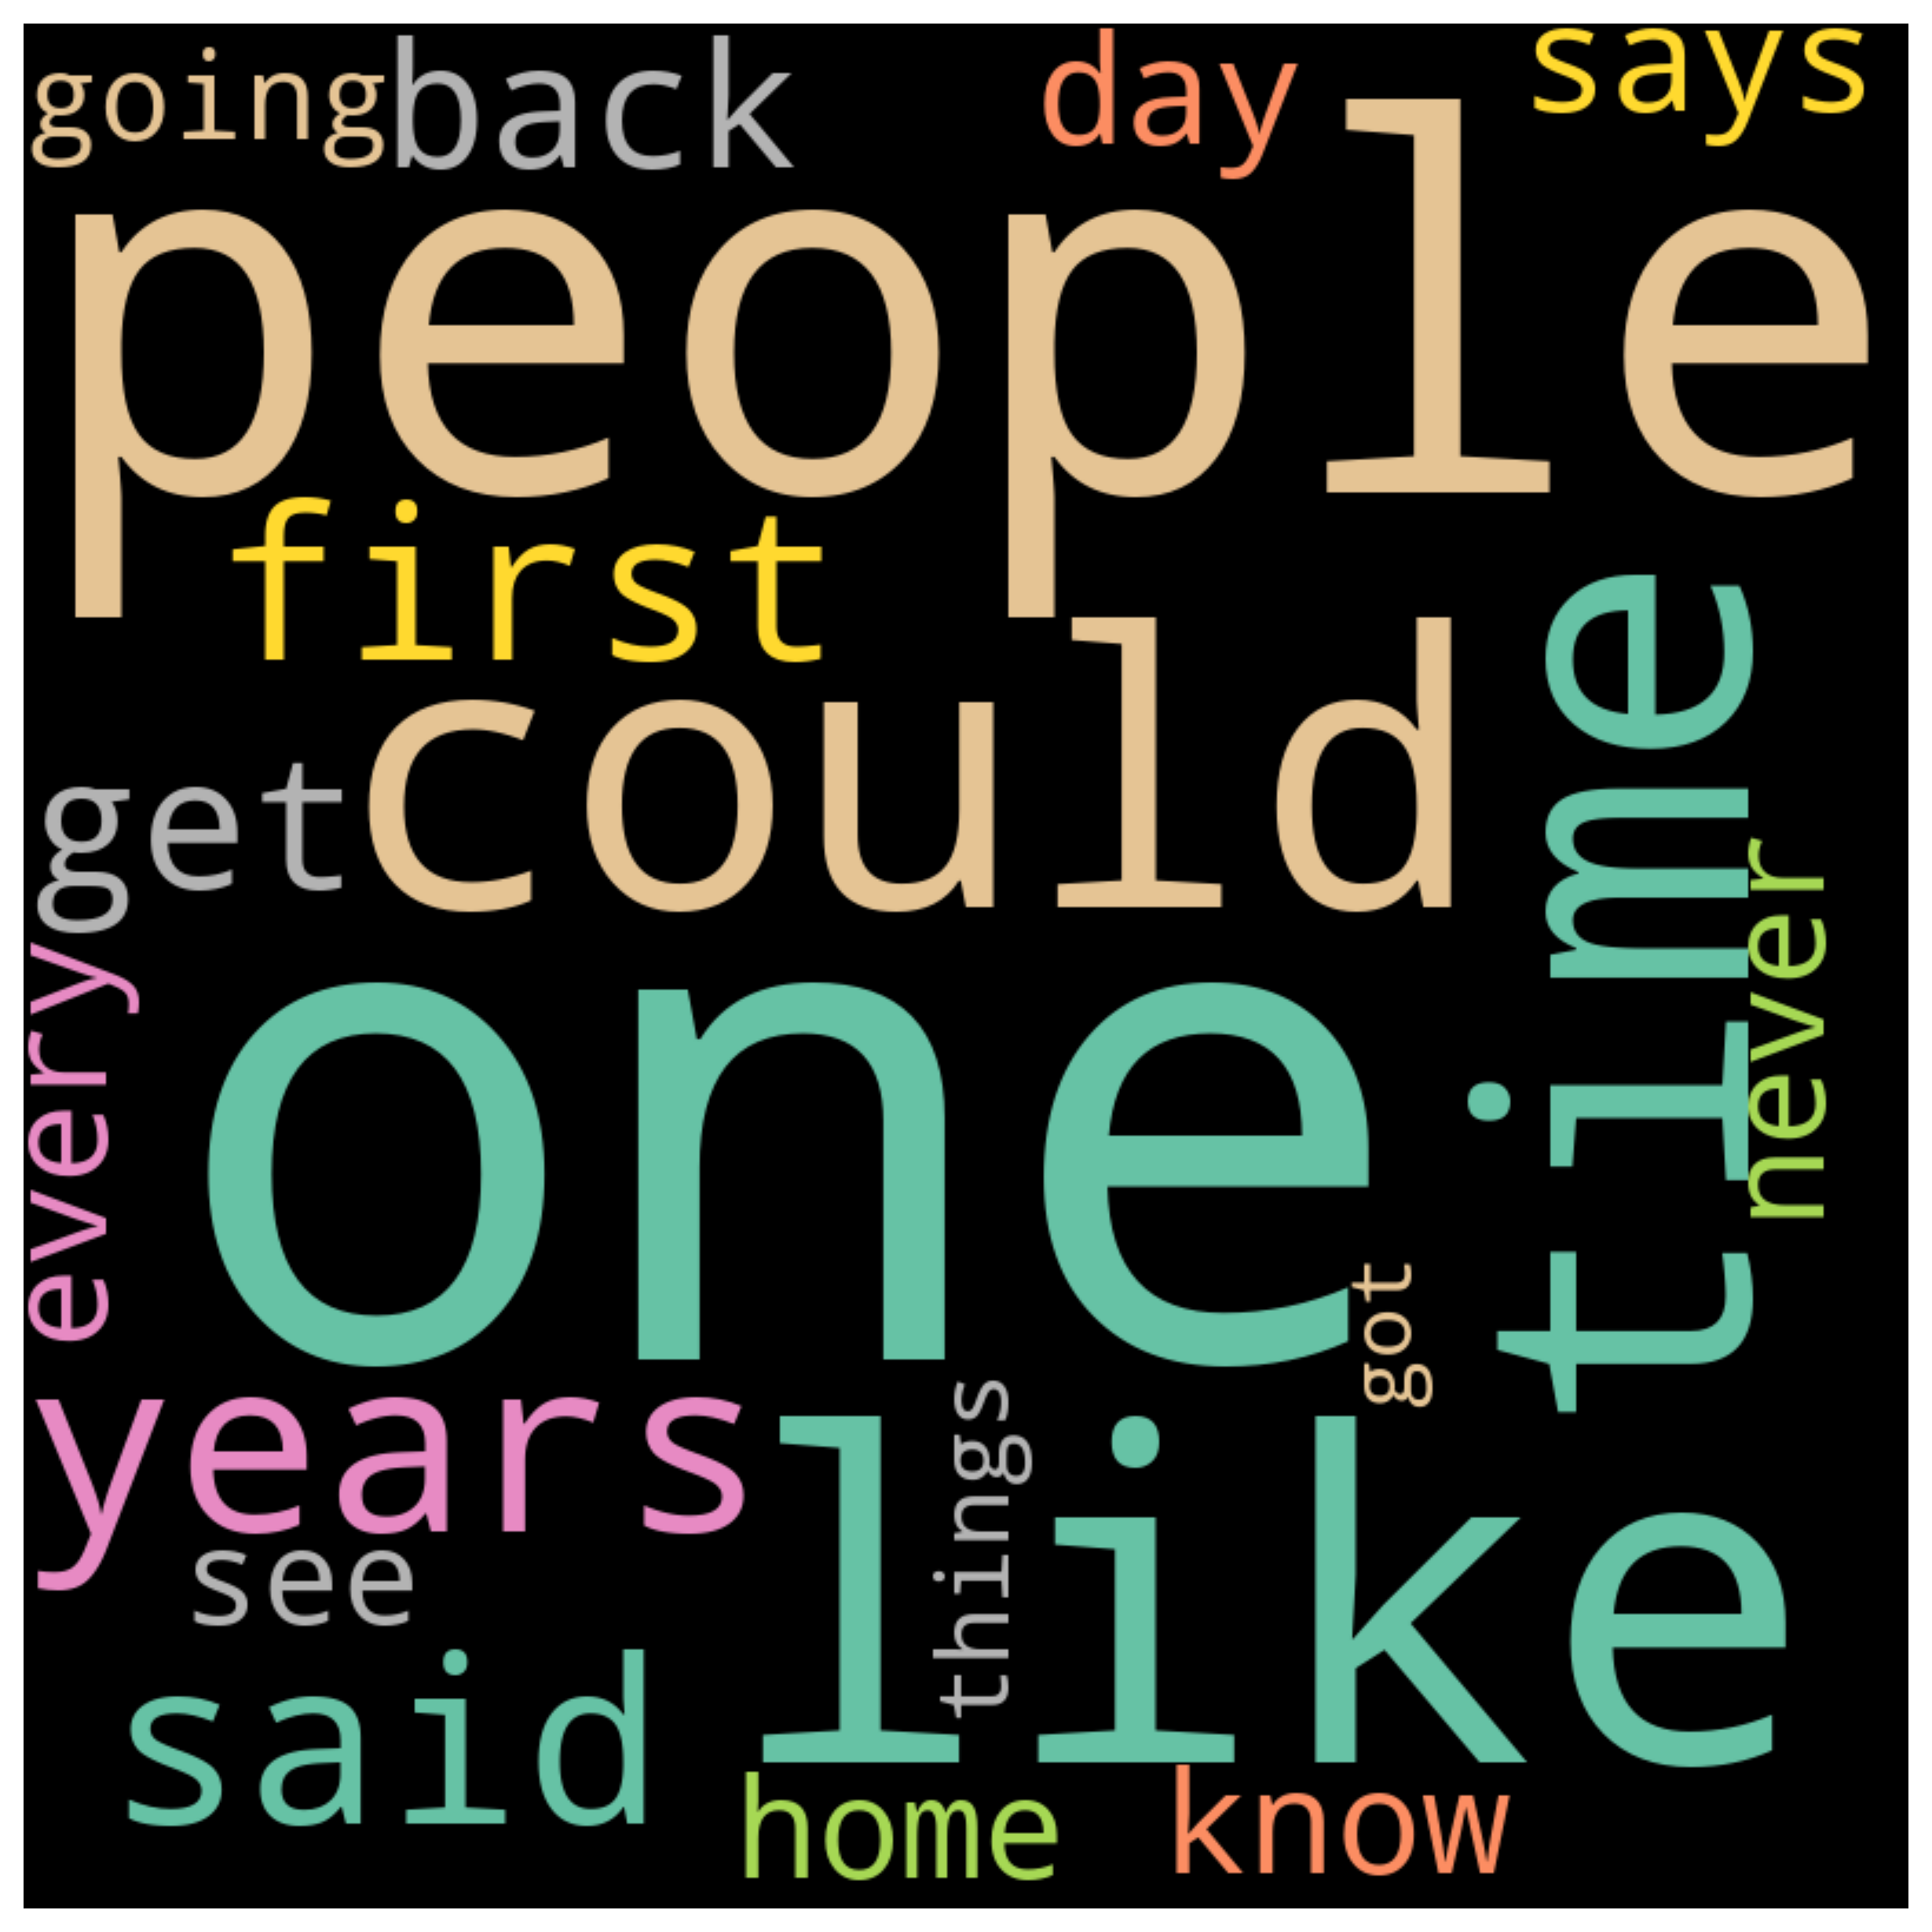 going back day says
people
first
could
get
time
never
every
one
got
years
things
like
see
said
home know